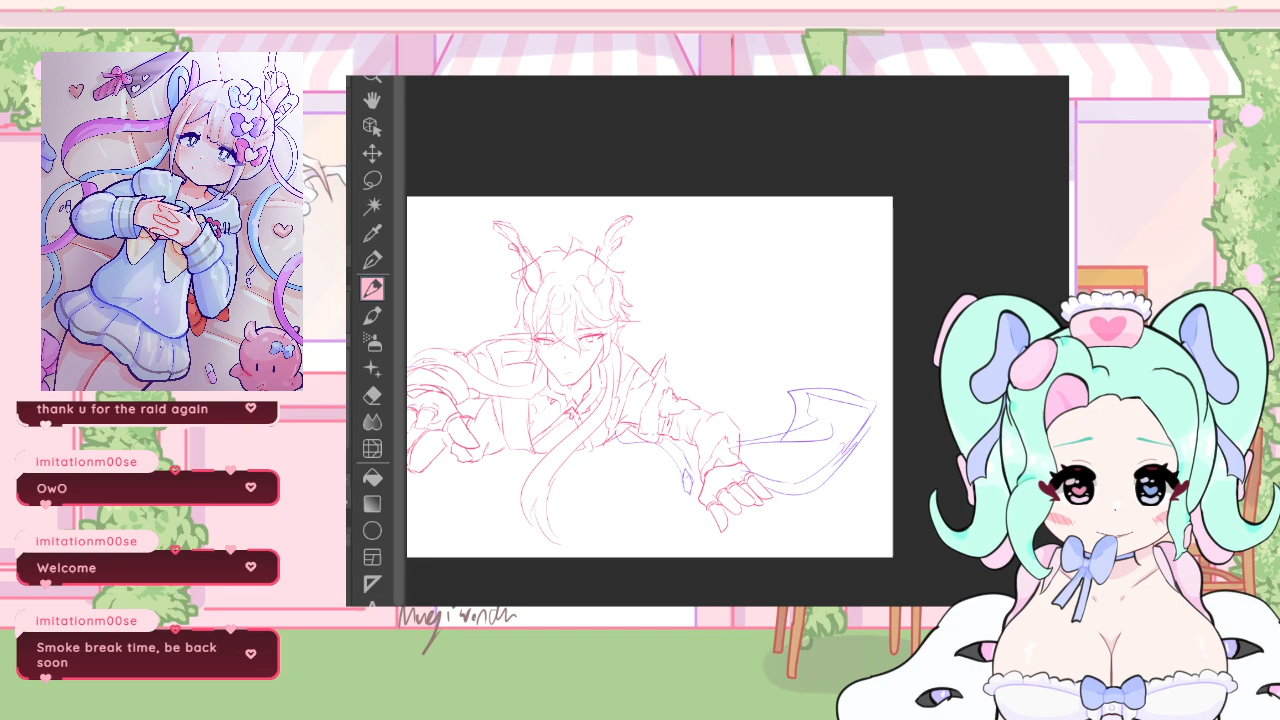 thank u for the raid again
imitationm00se
OwO
imitationm00se
Welcome
imitationm00se
Smoke break time, be back
soon